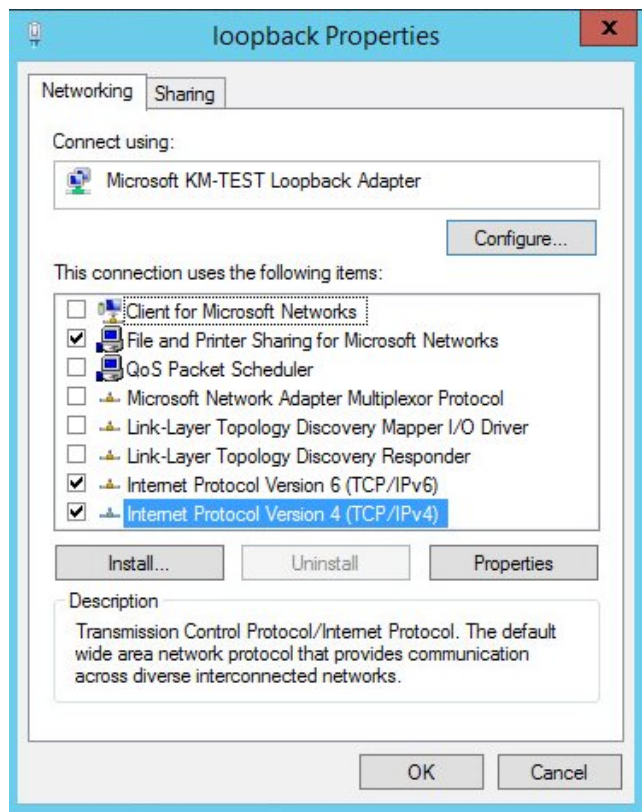 loopback Properties
x
Networking
Sharing
Connect using:
Microsoft KM-TEST Loopback Adapter
Configure...
This connection uses the following items:
Client for Microsoft Networks
File and Printer Sharing for Microsoft Networks
QoS Packet Scheduler
Microsoft Network Adapter Multiplexor Protocol
Link-Layer Topology Discovery Mapper I/O Driver
Link-Layer Topology Discovery Responder
Internet Protocol Version 6 (TCP/IPv6)
Internet Protocol Version 4 (TCP/IPv4)
Install...
Uninstall
Properties
Description
Transmission Control Protocol/Internet Protocol. The default
wide area network protocol that provides communication
across diverse interconnected networks.
OK
Cancel